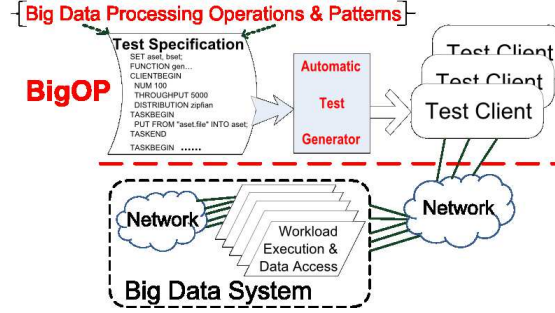 Big Data Processing Operations & Patterns
Test Specification
SET aset, bset;
FUNCTION gen...
CLIENTBEGIN
NUM 100
THROUGHPUT 5000
DISTRIBUTION zipfian
TASKBEGIN
PUT FROM "aset.file" INTO aset;
TASKEND
TASKBEGIN ......
BigOP
Automatic
Test
Generator
Test Client
Test Client
Test Client
Network
Network
Workload
Execution &
Data Access
Big Data System